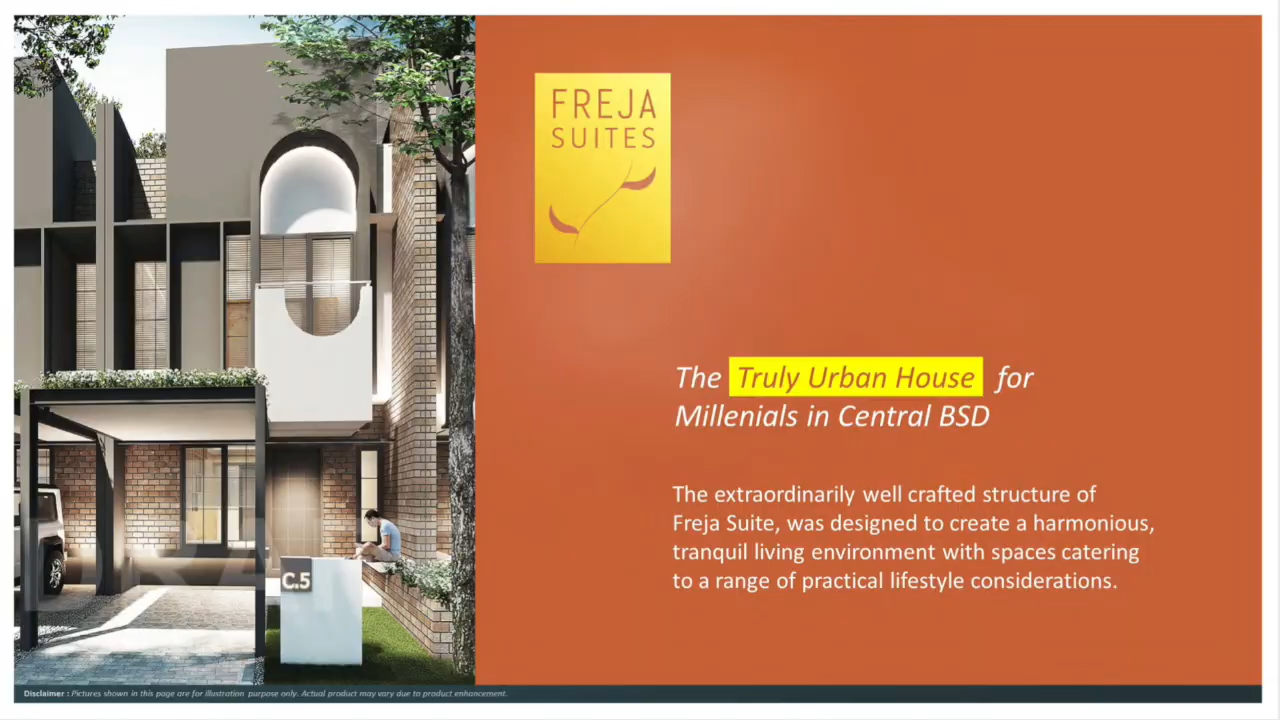 FREJA
SUITES
The Truly Urban House for
Millenials in Central BSD
The extraordinarily well crafted structure of
Freja Suite, was designed to create a harmonious,
tranquil living environment with spaces catering
to a range of practical lifestyle considerations.
C.5
Disclaimer : Pictures shown in this page are for illustration purpose only. Actual product may vary due to product enhancement.